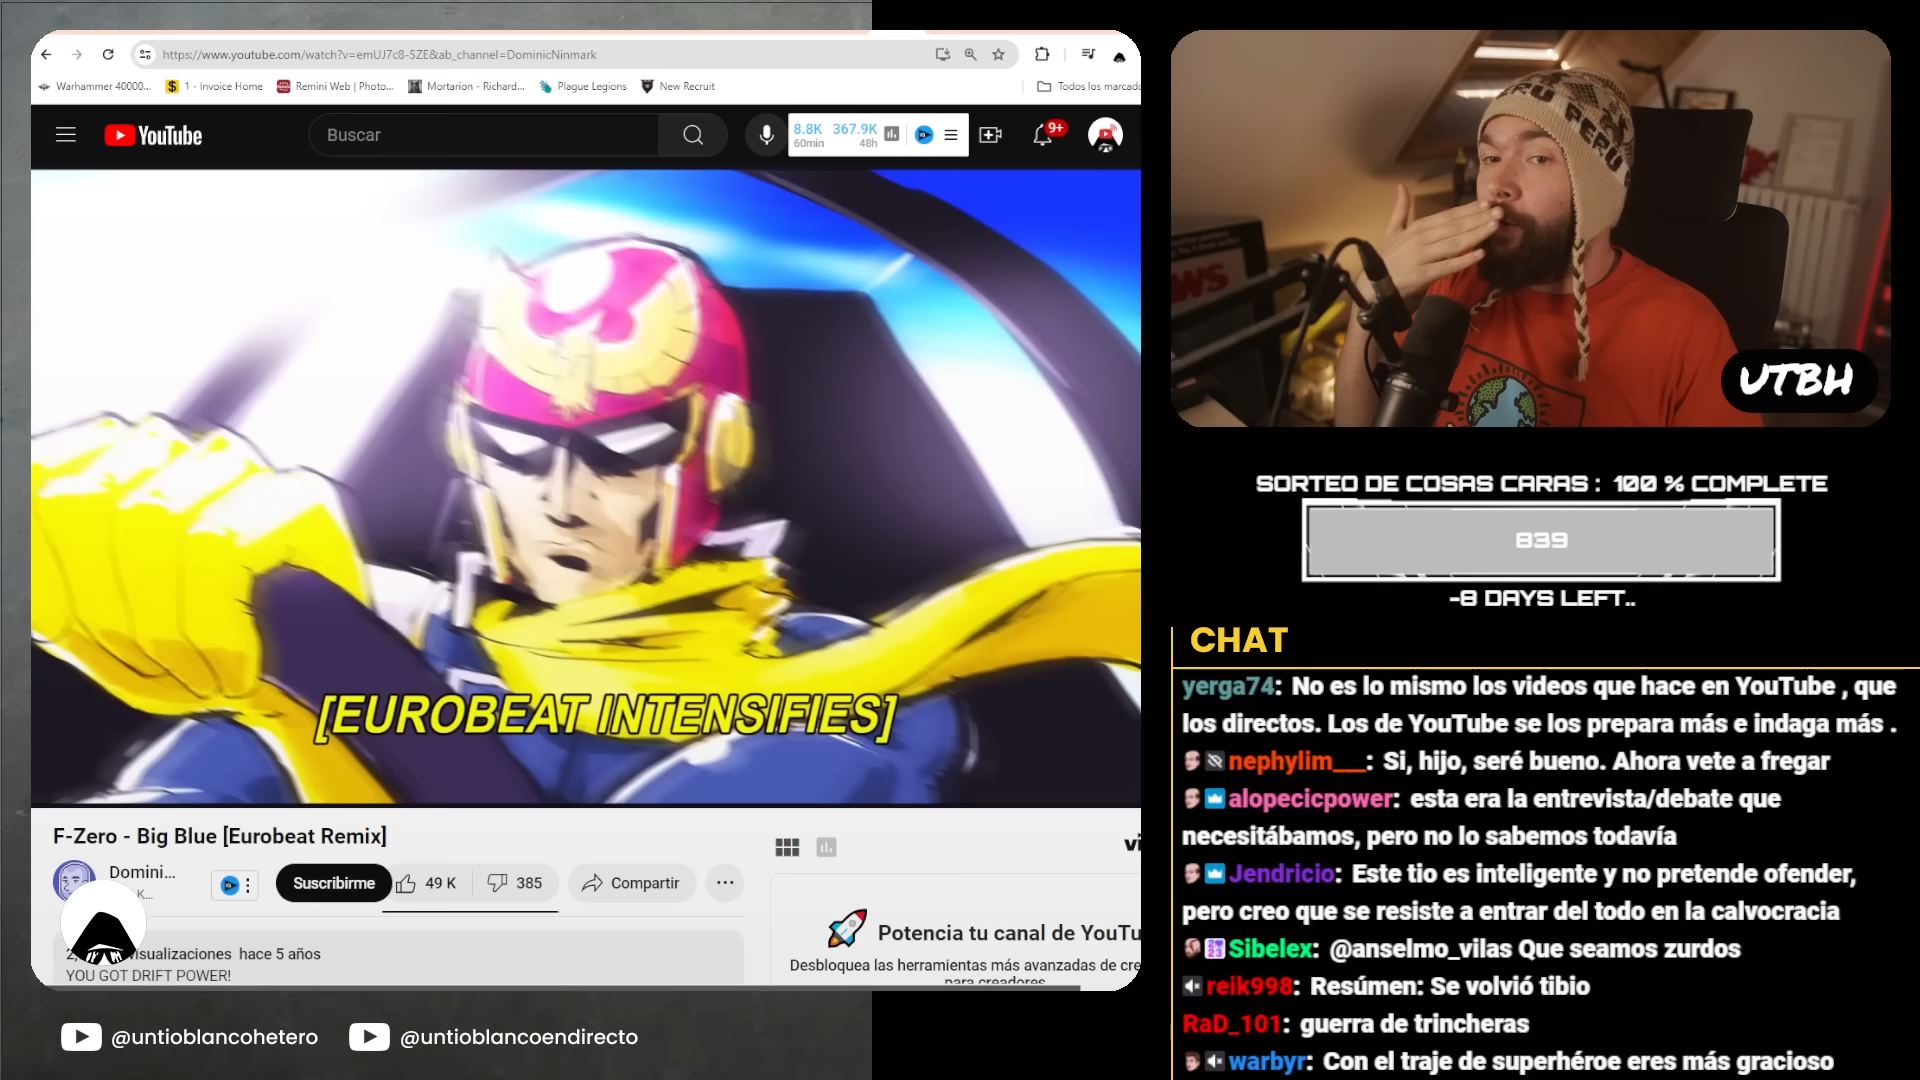 https://www.youtube.com/watch?v=emUJ7c8-5ZE&ab_channel=DominicNinmark
Warhammer 40000... 1 - Invoice Home Remini Web | Photo... Mortarion - Richard... Plague Legions New Recruit Todos los marcado
YouTube
Buscar
8.8K 367.9K
60min 48h
9+
[EUROBEAT INTENSIFIES]
F-Zero - Big Blue [Eurobeat Remix]
Domini...
K...
Suscribirme
49 K
385
Compartir
isualizaciones hace 5 años
YOU GOT DRIFT POWER!
vi
Potencia tu canal de YouTu
Desbloquea las herramientas más avanzadas de cre
para creadores
@untioblancohetero
@untioblancoendirecto
PERU
UTBH
SORTEO DE COSAS CARAS : 100 % COMPLETE
839
-8 DAYS LEFT..
CHAT
yerga74: No es lo mismo los videos que hace en YouTube , que
los directos. Los de YouTube se los prepara más e indaga más .
nephylim___: Si, hijo, seré bueno. Ahora vete a fregar
alopecicpower: esta era la entrevista/debate que
necesitábamos, pero no lo sabemos todavía
Jendricio: Este tio es inteligente y no pretende ofender,
pero creo que se resiste a entrar del todo en la calvocracia
Sibelex: @anselmo_vilas Que seamos zurdos
reik998: Resúmen: Se volvió tibio
RaD_101: guerra de trincheras
warbyr: Con el traje de superhéroe eres más gracioso